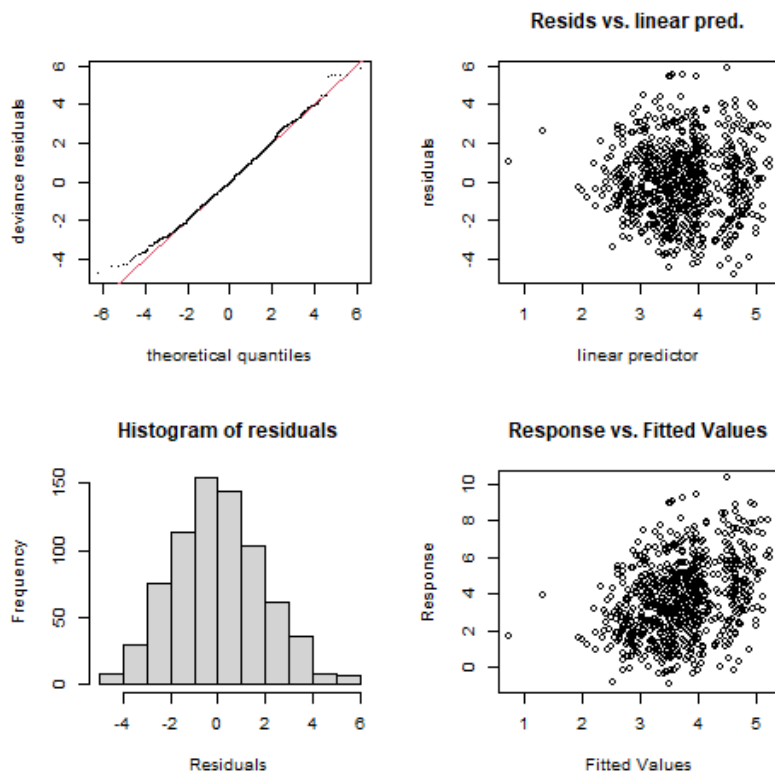 deviance residuals
6
4
2
0
-2
-4
-6 -4 -2 0 2 4 6
theoretical quantiles
Resids vs. linear pred.
residuals
6
4
2
0
-2
-4
1 2 3 4 5
linear predictor
Histogram of residuals
Frequency
150
100
50
0
-4 -2 0 2 4 6
Residuals
Response vs. Fitted Values
Response
10
8
6
4
2
0
1 2 3 4 5
Fitted Values